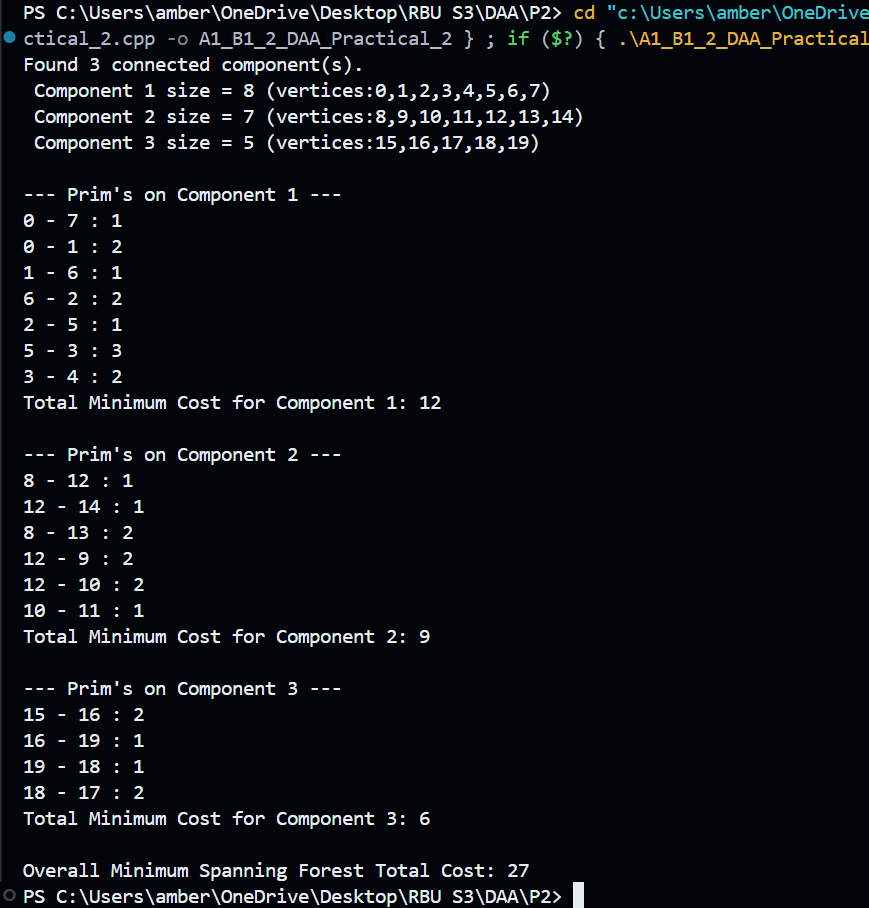 PS C:\Users\amber\OneDrive\Desktop\RBU S3\DAA\P2> cd "c:\Users\amber\OneDrive
ctical_2.cpp -o A1_B1_2_DAA_Practical_2 } ; if ($?) { .\A1_B1_2_DAA_Practical
Found 3 connected component(s).
Component 1 size = 8 (vertices:0,1,2,3,4,5,6,7)
Component 2 size = 7 (vertices:8,9,10,11,12,13,14)
Component 3 size = 5 (vertices:15,16,17,18,19)
--- Prim's on Component 1 ---
0 - 7 : 1
0 - 1 : 2
1 - 6 : 1
6 - 2 : 2
2 - 5 : 1
5 - 3 : 3
3 - 4 : 2
Total Minimum Cost for Component 1: 12
--- Prim's on Component 2 ---
8 - 12 : 1
12 - 14 : 1
8 - 13 : 2
12 - 9 : 2
12 - 10 : 2
10 - 11 : 1
Total Minimum Cost for Component 2: 9
--- Prim's on Component 3 ---
15 - 16 : 2
16 - 19 : 1
19 - 18 : 1
18 - 17 : 2
Total Minimum Cost for Component 3: 6
Overall Minimum Spanning Forest Total Cost: 27
PS C:\Users\amber\OneDrive\Desktop\RBU S3\DAA\P2>